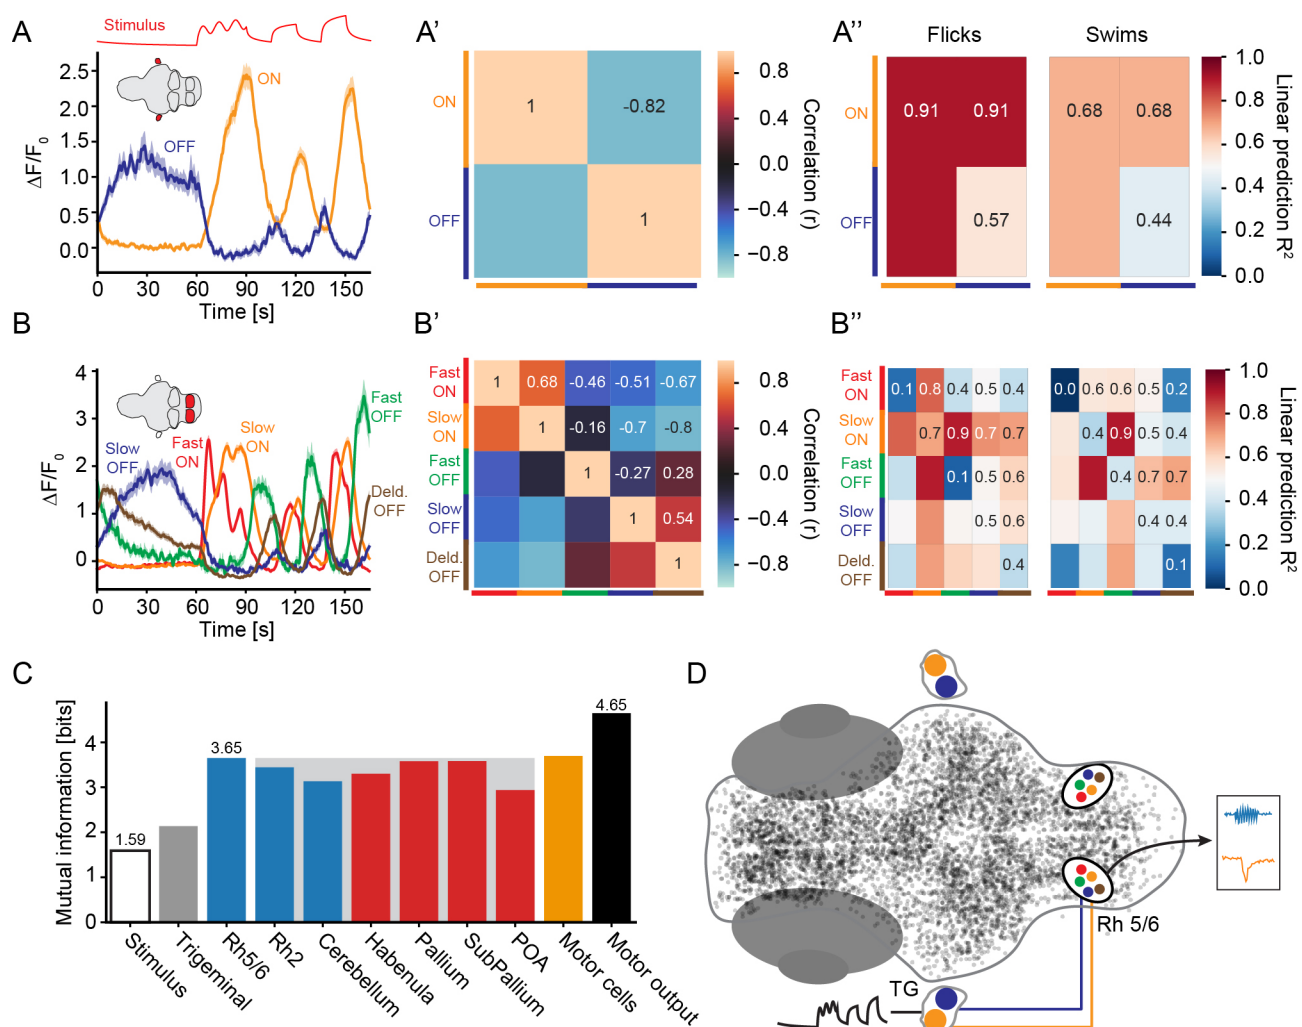 A
Stimulus
ΔF/F0
2.5
2.0
1.5
1.0
0.5
0.0
ON
OFF
0 30 60 90 120 150
Time [s]
A'
ON
OFF
1 -0.82
1
0.8
0.4
0.0
−0.4
−0.8
Correlation (r)
A''
Flicks Swims
ON
OFF
0.91 0.91
0.57
0.68 0.68
0.44
1.0
0.8
0.6
0.4
0.2
0.0
Linear prediction R2
B
ΔF/F0
4
3
2
1
0
Slow
OFF
Fast
ON
Slow
ON
Fast
OFF
Deld.
OFF
0 30 60 90 120 150
Time [s]
B'
Fast
ON
Slow
ON
Fast
OFF
Slow
OFF
Deld.
OFF
1 0.68 -0.46 -0.51 -0.67
1 -0.16 -0.7 -0.8
1 -0.27 0.28
1 0.54
1
0.8
0.4
0.0
−0.4
−0.8
Correlation (r)
B''
Fast
ON
Slow
ON
Fast
OFF
Slow
OFF
Deld.
OFF
0.1 0.8 0.4 0.5 0.4
0.7 0.9 0.7 0.7
0.1 0.5 0.6
0.5 0.6
0.4
0.0 0.6 0.6 0.5 0.2
0.4 0.9 0.5 0.4
0.4 0.7 0.7
0.4 0.4
0.1
1.0
0.8
0.6
0.4
0.2
0.0
Linear prediction R2
C
Mutual information [bits]
4
3
2
1
0
1.59
3.65
4.65
Stimulus
Trigeminal
Rh5/6
Rh2
Cerebellum
Habenula
Pallium
SubPallium
POA
Motor cells
Motor output
D
Rh 5/6
TG